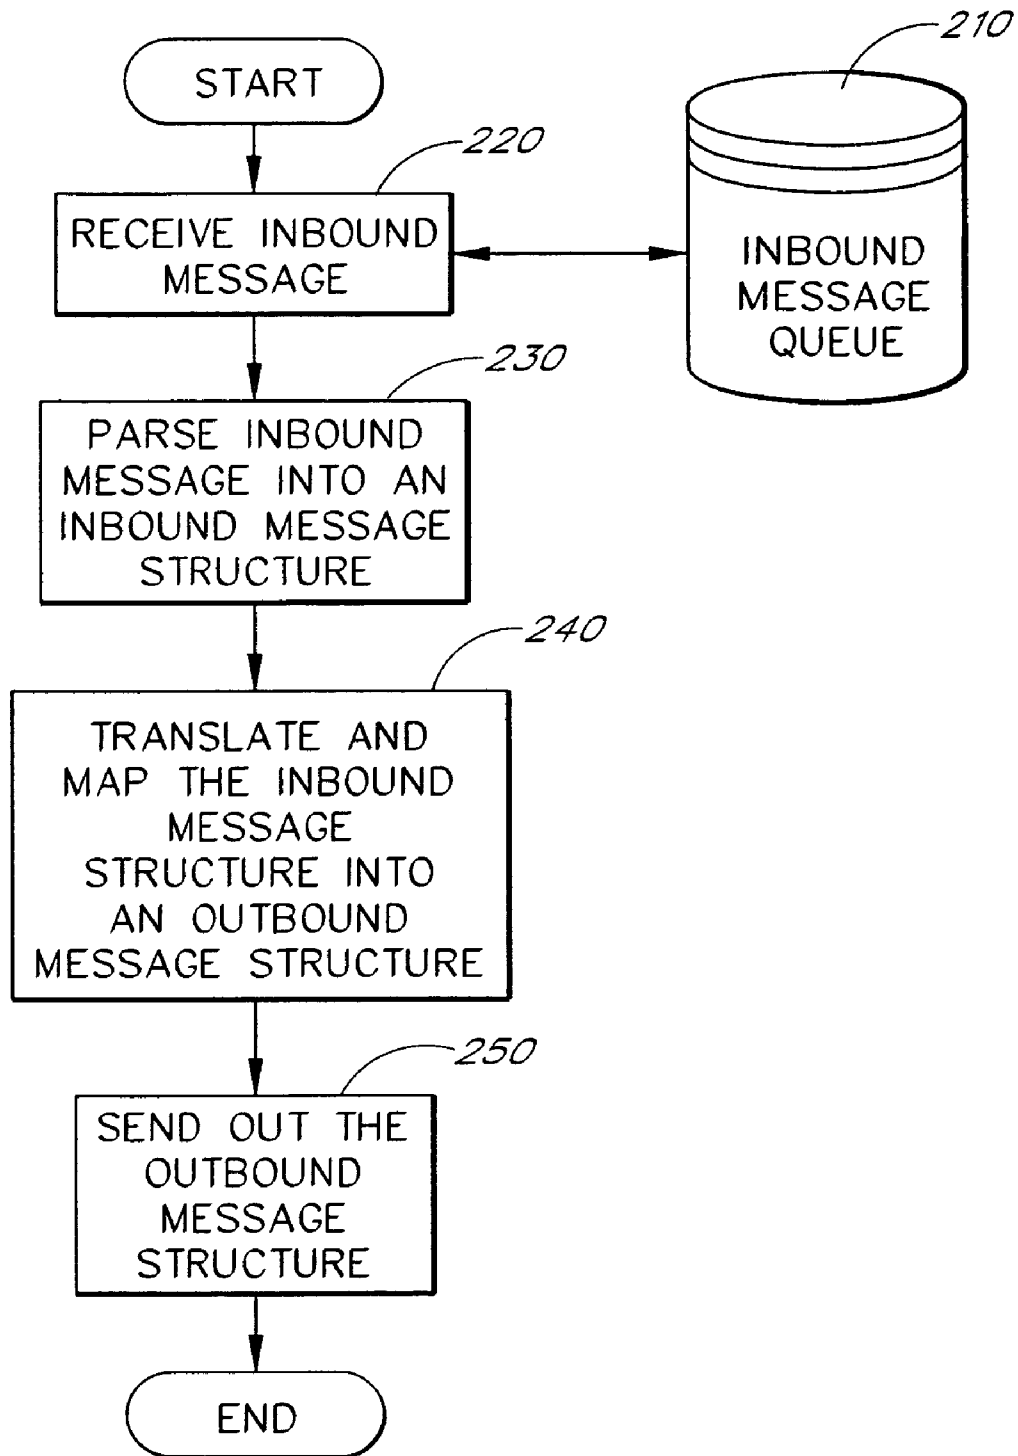 START
210
220
RECEIVE INBOUND
MESSAGE
INBOUND
MESSAGE
QUEUE
230
PARSE INBOUND
MESSAGE INTO AN
INBOUND MESSAGE
STRUCTURE
240
TRANSLATE AND
MAP THE INBOUND
MESSAGE
STRUCTURE INTO
AN OUTBOUND
MESSAGE STRUCTURE
250
SEND OUT THE
OUTBOUND
MESSAGE
STRUCTURE
END